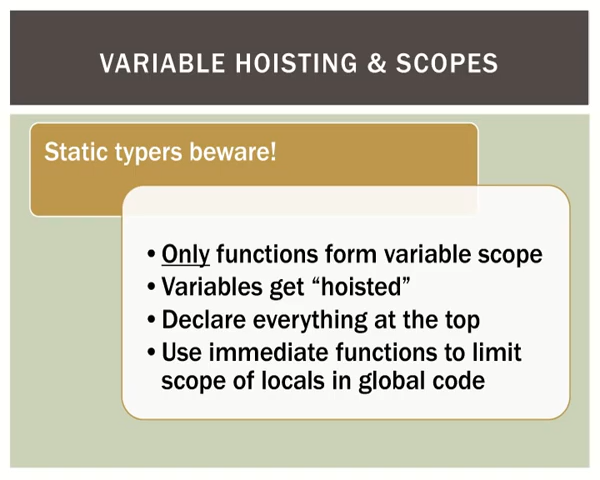 VARIABLE HOISTING & SCOPES
Static typers beware!
• Only functions form variable scope
• Variables get “hoisted”
• Declare everything at the top
• Use immediate functions to limit
scope of locals in global code